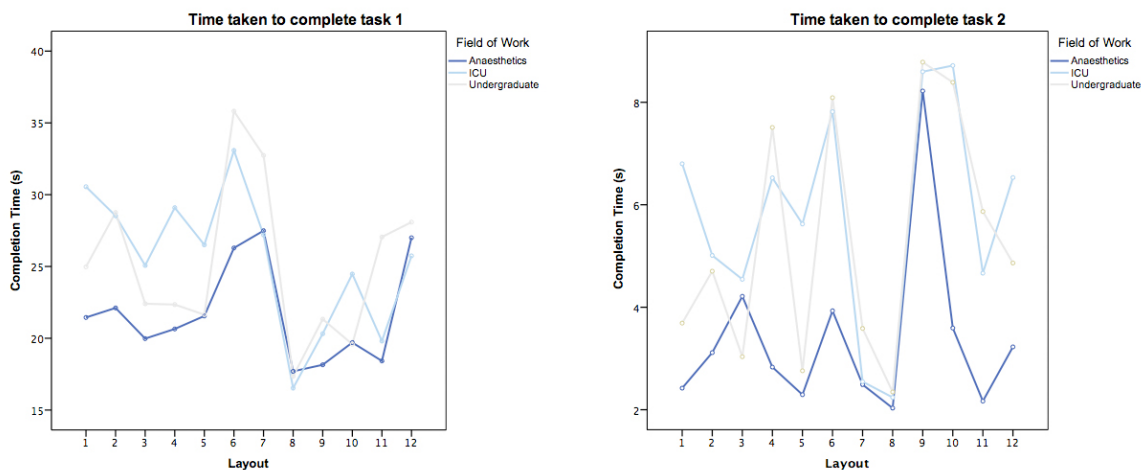 Time taken to complete task 1
Completion Time (s)
40
35
30
25
20
15
1 2 3 4 5 6 7 8 9 10 11 12
Layout
Field of Work
Anaesthetics
ICU
Undergraduate
Time taken to complete task 2
Completion Time (s)
8
6
4
2
1 2 3 4 5 6 7 8 9 10 11 12
Layout
Field of Work
Anaesthetics
ICU
Undergraduate